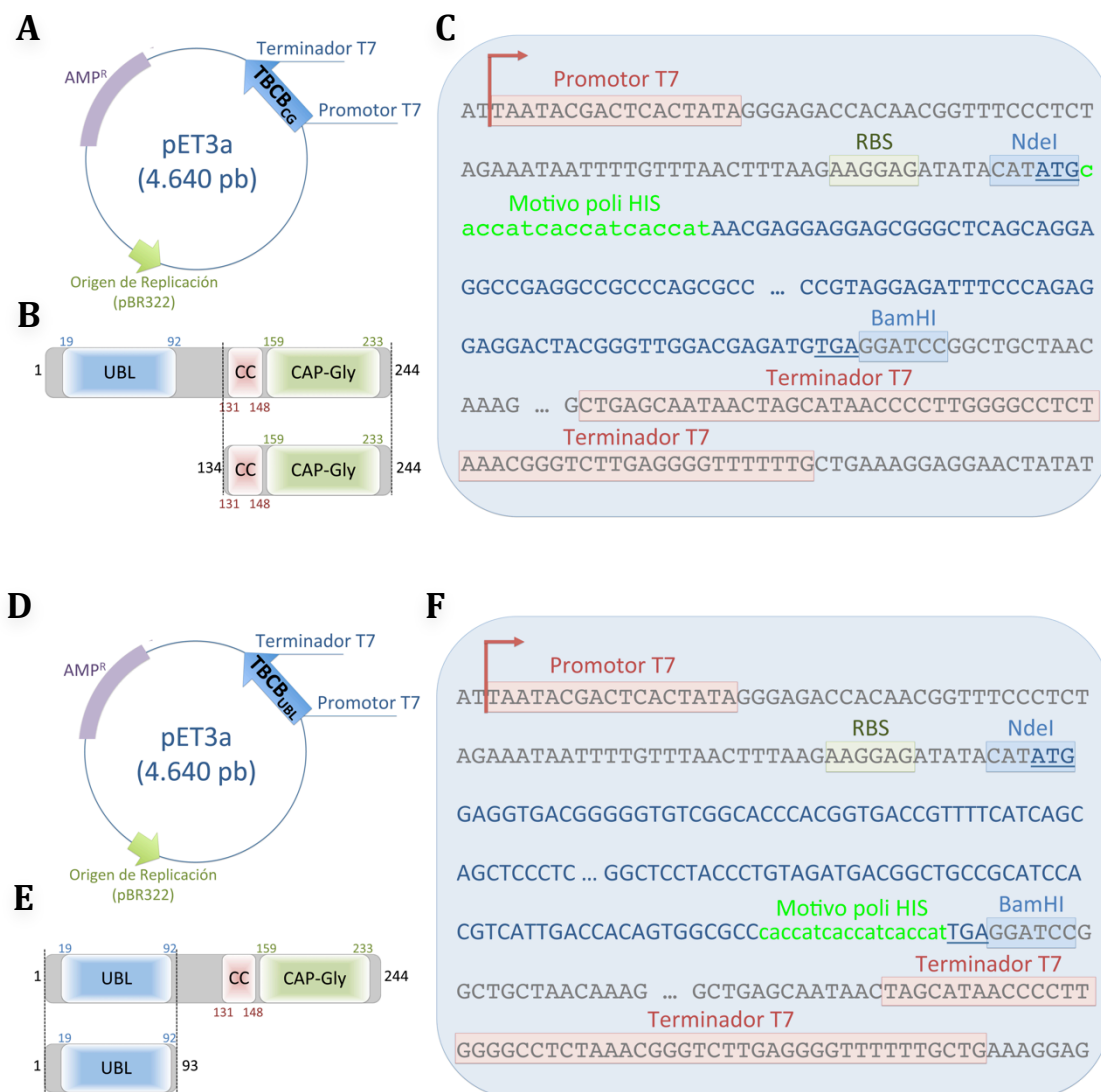 A
Terminador T7
AMPR
TBCBCG
Promotor T7
pET3a
(4.640 pb)
Origen de Replicación
(pBR322)
B
19 92 159 233
1 UBL CC CAP-Gly 244
131 148
159 233
134 CC CAP-Gly 244
131 148
C
Promotor T7
ATTAATACGACTCACTATAGGGAGACCACAACGGTTTCCCTCT
RBS NdeI
AGAAATAATTTTGTTTAACTTTAAGAAGGAGATATACATATGc
Motivo poli HIS
accatcaccatcaccatAACGAGGAGGAGCGGGCTCAGCAGGA
GGCCGAGGCCGCCCAGCGCC ... CCGTAGGAGATTTCCCAGAG
BamHI
GAGGACTACGGGTTGGACGAGATGTGAGGATCCGGCTGCTAAC
Terminador T7
AAAG ... GCTGAGCAATAACTAGCATAACCCCTTGGGGCCTCT
Terminador T7
AAACGGGTCTTGAGGGGTTTTTTGCTGAAAGGAGGAACTATAT
D
Terminador T7
AMPR
TBCBUBL
Promotor T7
pET3a
(4.640 pb)
Origen de Replicación
(pBR322)
E
19 92 159 233
1 UBL CC CAP-Gly 244
131 148
19 92
1 UBL 93
F
Promotor T7
ATTAATACGACTCACTATAGGGAGACCACAACGGTTTCCCTCT
RBS NdeI
AGAAATAATTTTGTTTAACTTTAAGAAGGAGATATACATATG
GAGGTGACGGGGGTGTCGGCACCCACGGTGACCGTTTTCATCAGC
AGCTCCCTC ... GGCTCCTACCCTGTAGATGACGGCTGCCGCATCCA
Motivo poli HIS BamHI
CGTCATTGACCACAGTGGCGCCcaccatcaccatcaccatTGAGGATCCG
Terminador T7
GCTGCTAACAAAG ... GCTGAGCAATAACTAGCATAACCCCTT
Terminador T7
GGGGCCTCTAAACGGGTCTTGAGGGGTTTTTTGCTGAAAGGAG